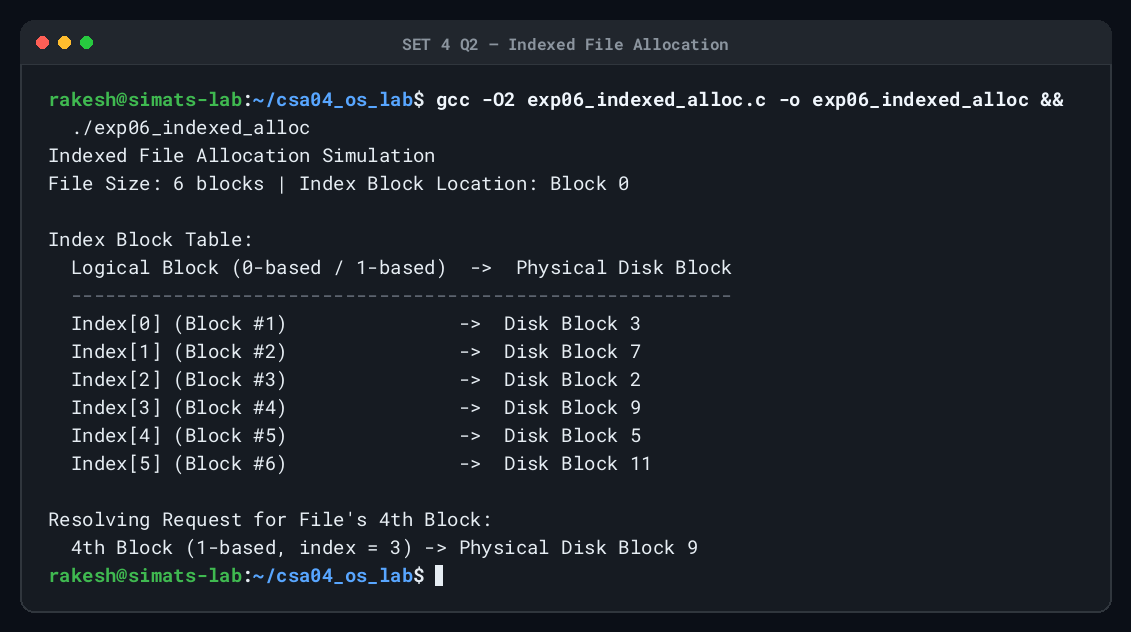 SET 4 Q2 — Indexed File Allocation
rakesh@simats-lab:~/csa04_os_lab$ gcc -O2 exp06_indexed_alloc.c -o exp06_indexed_alloc &&
./exp06_indexed_alloc
Indexed File Allocation Simulation
File Size: 6 blocks | Index Block Location: Block 0
Index Block Table:
Logical Block (0-based / 1-based)  ->  Physical Disk Block
----------------------------------------------------------
Index[0] (Block #1)               ->  Disk Block 3
Index[1] (Block #2)               ->  Disk Block 7
Index[2] (Block #3)               ->  Disk Block 2
Index[3] (Block #4)               ->  Disk Block 9
Index[4] (Block #5)               ->  Disk Block 5
Index[5] (Block #6)               ->  Disk Block 11
Resolving Request for File's 4th Block:
4th Block (1-based, index = 3) -> Physical Disk Block 9
rakesh@simats-lab:~/csa04_os_lab$